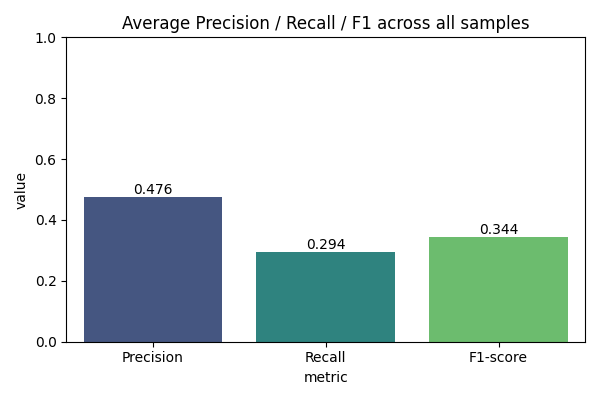 Average Precision / Recall / F1 across all samples
1.0
0.8
0.6
0.4
0.2
0.0
value
0.476
0.294
0.344
Precision
Recall
F1-score
metric